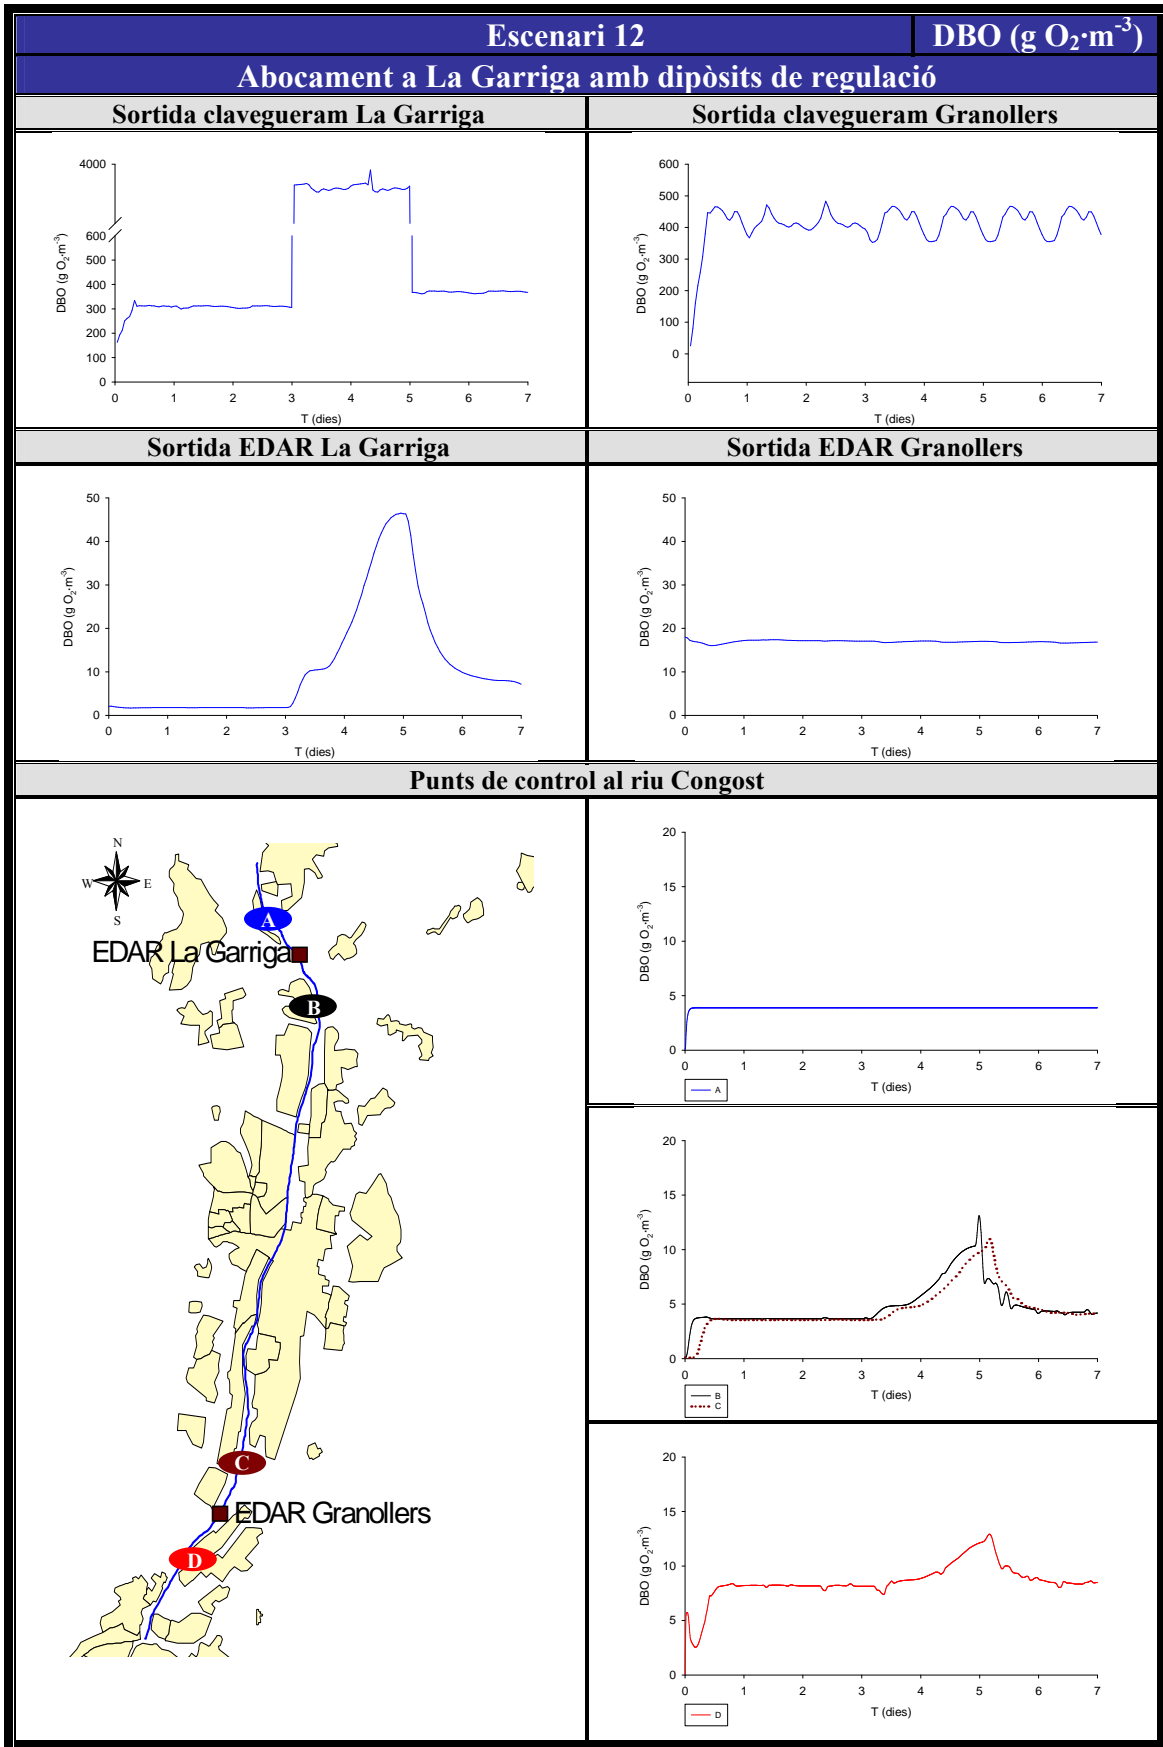 Escenari 12
DBO (g O₂·m⁻³)
Abocament a La Garriga amb dipòsits de regulació
Sortida clavegueram La Garriga
Sortida clavegueram Granollers
4000
600
500
400
300
200
100
0
DBO (g O₂·m⁻³)
0 1 2 3 4 5 6 7
T (dies)
600
500
400
300
200
100
0
DBO (g O₂·m⁻³)
0 1 2 3 4 5 6 7
T (dies)
Sortida EDAR La Garriga
Sortida EDAR Granollers
50
40
30
20
10
0
DBO (g O₂·m⁻³)
0 1 2 3 4 5 6 7
T (dies)
50
40
30
20
10
0
DBO (g O₂·m⁻³)
0 1 2 3 4 5 6 7
T (dies)
Punts de control al riu Congost
N
W E
S
A
EDAR La Garriga
B
C
EDAR Granollers
D
20
15
10
5
0
DBO (g O₂·m⁻³)
0 1 2 3 4 5 6 7
T (dies)
A
20
15
10
5
0
DBO (g O₂·m⁻³)
0 1 2 3 4 5 6 7
T (dies)
B
C
20
15
10
5
0
DBO (g O₂·m⁻³)
0 1 2 3 4 5 6 7
T (dies)
D